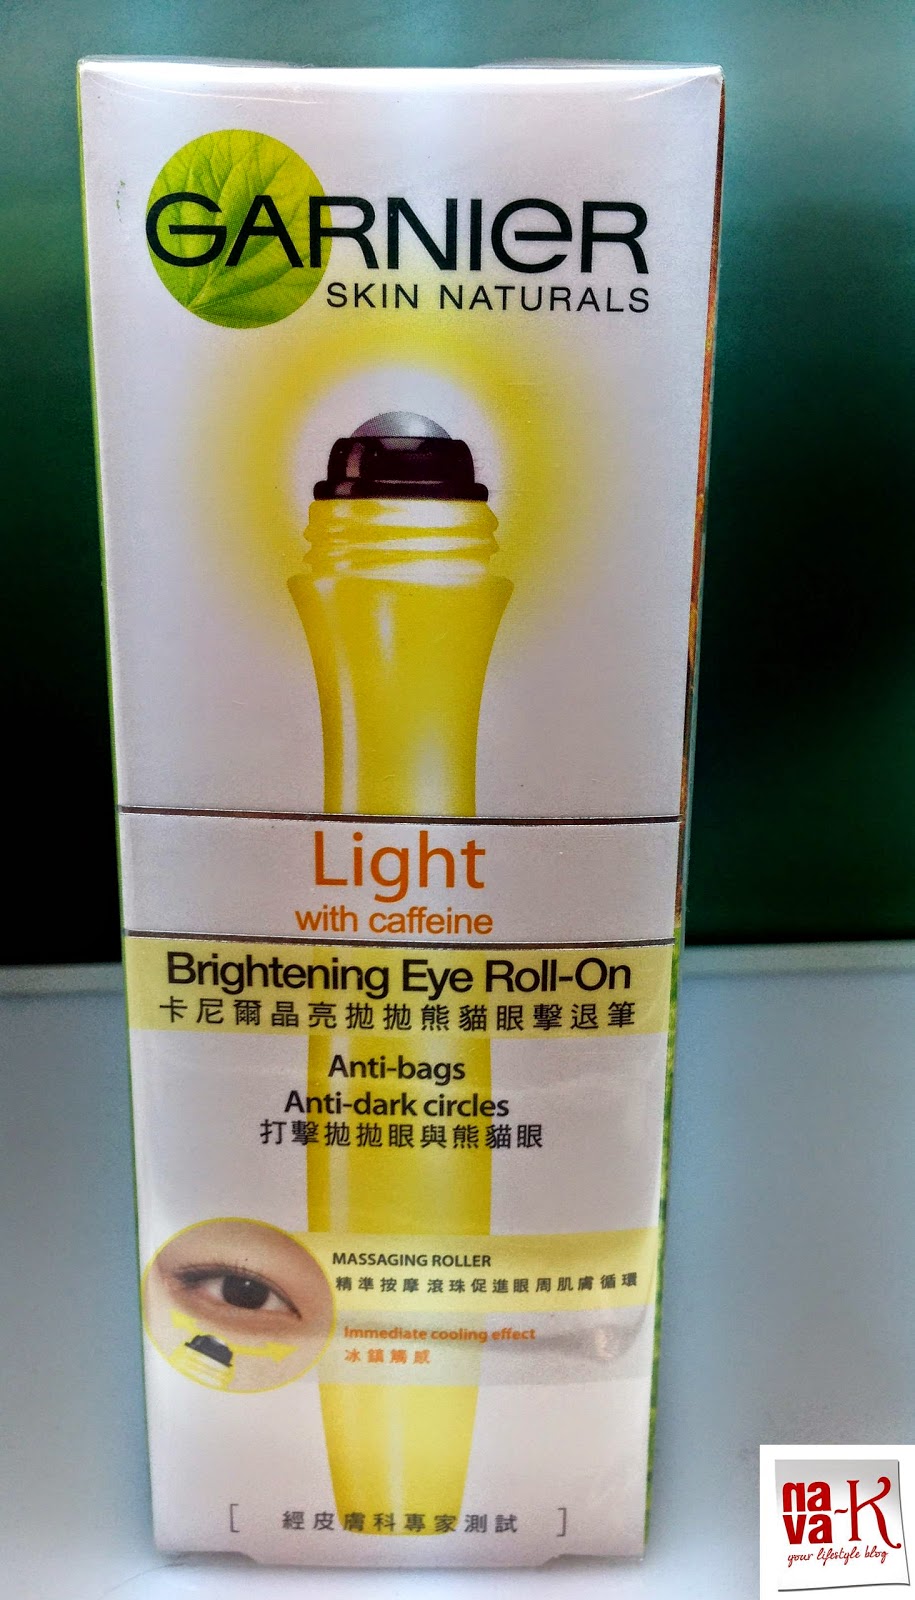 GARNIER
SKIN NATURALS
Light
with caffeine
Brightening Eye Roll-On
卡尼爾晶亮拋拋熊貓眼擊退筆
Anti-bags
Anti-dark circles
打擊拋拋眼與熊貓眼
MASSAGING ROLLER
精準按摩滾珠促進眼周肌膚循環
Immediate cooling effect
冰鎮觸感
[ 經皮膚科專家測試 ]
nava-K
your lifestyle blog